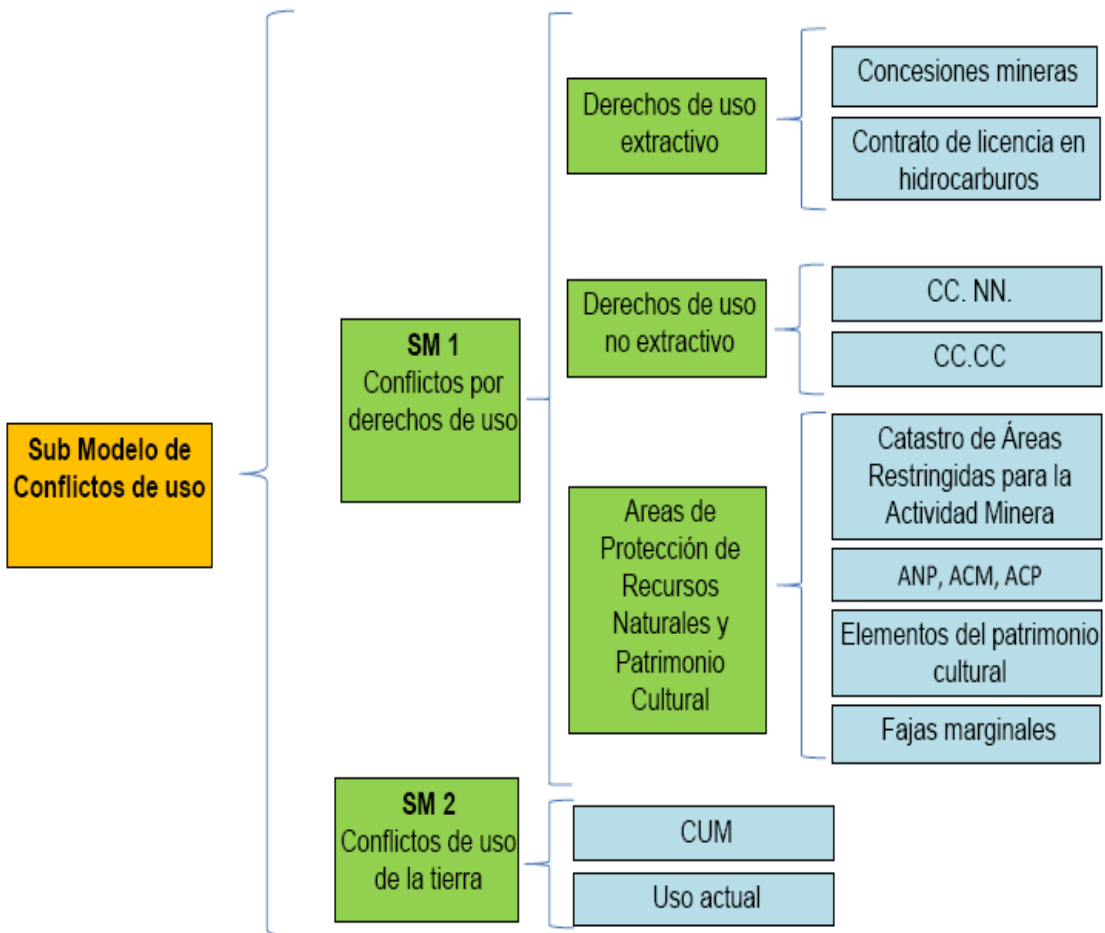 Sub Modelo de
Conflictos de uso
SM 1
Conflictos por
derechos de uso
Derechos de uso
extractivo
Concesiones mineras
Contrato de licencia en
hidrocarburos
Derechos de uso
no extractivo
CC. NN.
CC.CC
Areas de
Protección de
Recursos
Naturales y
Patrimonio
Cultural
Catastro de Áreas
Restringidas para la
Actividad Minera
ANP, ACM, ACP
Elementos del patrimonio
cultural
Fajas marginales
SM 2
Conflictos de uso
de la tierra
CUM
Uso actual